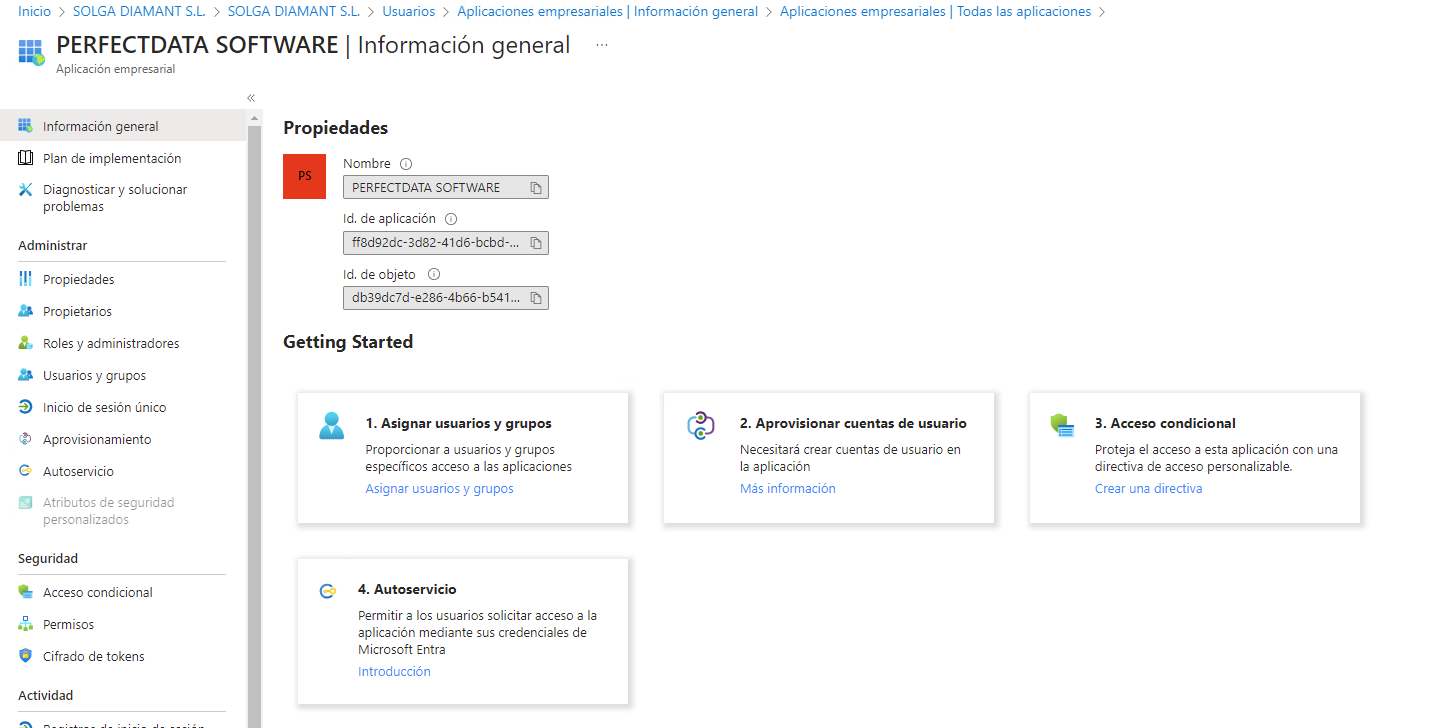 Inicio > SOLGA DIAMANT S.L. > SOLGA DIAMANT S.L. > Usuarios > Aplicaciones empresariales | Información general > Aplicaciones empresariales | Todas las aplicaciones >
PERFECTDATA SOFTWARE | Información general ...
Aplicación empresarial
«
Información general
Plan de implementación
Diagnosticar y solucionar
problemas
Administrar
Propiedades
Propietarios
Roles y administradores
Usuarios y grupos
Inicio de sesión único
Aprovisionamiento
Autoservicio
Atributos de seguridad
personalizados
Seguridad
Acceso condicional
Permisos
Cifrado de tokens
Actividad
Registros de inicio de sesión
Propiedades
PS
Nombre
PERFECTDATA SOFTWARE
Id. de aplicación
ff8d92dc-3d82-41d6-bcbd-...
Id. de objeto
db39dc7d-e286-4b66-b541...
Getting Started
1. Asignar usuarios y grupos
Proporcionar a usuarios y grupos
específicos acceso a las aplicaciones
Asignar usuarios y grupos
2. Aprovisionar cuentas de usuario
Necesitará crear cuentas de usuario en
la aplicación
Más información
3. Acceso condicional
Proteja el acceso a esta aplicación con una
directiva de acceso personalizable.
Crear una directiva
4. Autoservicio
Permitir a los usuarios solicitar acceso a la
aplicación mediante sus credenciales de
Microsoft Entra
Introducción